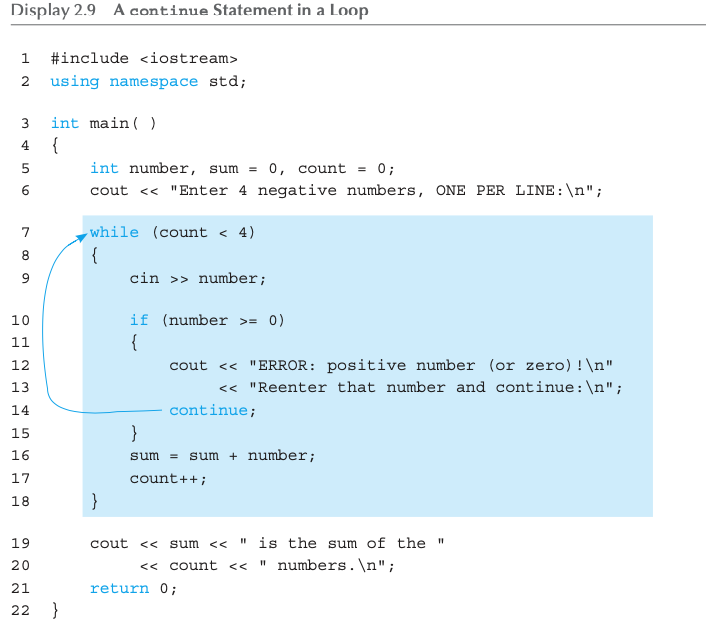 Display 2.9 A continue Statement in a Loop
1 #include <iostream>
2 using namespace std;
3 int main( )
4 {
5 int number, sum = 0, count = 0;
6 cout << "Enter 4 negative numbers, ONE PER LINE:\n";
7 while (count < 4)
8 {
9 cin >> number;
10 if (number >= 0)
11 {
12 cout << "ERROR: positive number (or zero)!\n"
13 << "Reenter that number and continue:\n";
14 continue;
15 }
16 sum = sum + number;
17 count++;
18 }
19 cout << sum << " is the sum of the "
20 << count << " numbers.\n";
21 return 0;
22 }